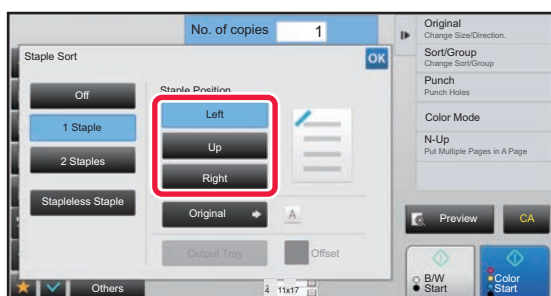 No. of copies 1
Staple Sort
OK
Off
1 Staple
2 Staples
Stapleless Staple
Staple Position
Left
Up
Right
Original
A
Output Tray
Offset
Others
4 11x17
Original
Change Size/Direction.
Sort/Group
Change Sort/Group
Punch
Punch Holes
Color Mode
N-Up
Put Multiple Pages in A Page
Preview
CA
B/W
Start
Color
Start